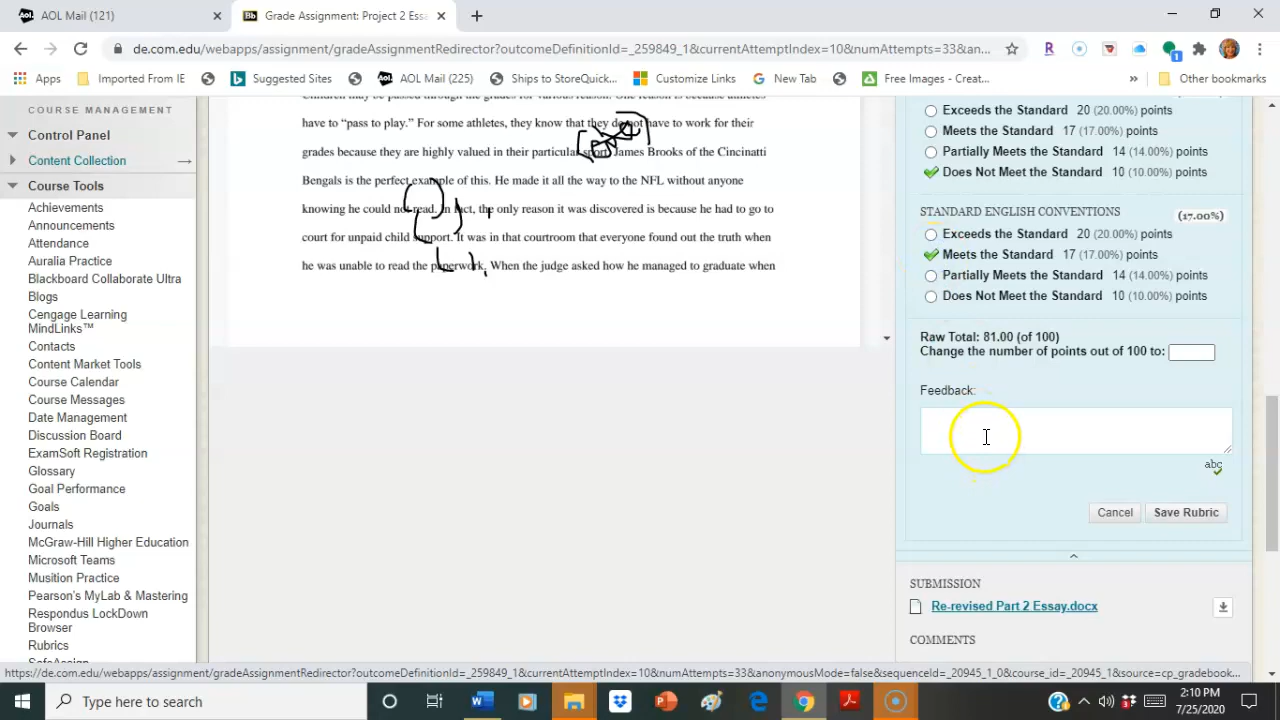 AOL Mail (121)
Grade Assignment: Project 2 Essa
de.com.edu/webapps/assignment/gradeAssignmentRedirector?outcomeDefinitionId=_259849_1&currentAttemptIndex=10&numAttempts=33&an...
Apps
Imported From IE
Suggested Sites
AOL Mail (225)
Ships to StoreQuick...
Customize Links
New Tab
Free Images - Creat...
Other bookmarks
COURSE MANAGEMENT
Control Panel
Content Collection
Course Tools
Achievements
Announcements
Attendance
Auralia Practice
Blackboard Collaborate Ultra
Blogs
Cengage Learning
MindLinks™
Contacts
Content Market Tools
Course Calendar
Course Messages
Date Management
Discussion Board
ExamSoft Registration
Glossary
Goal Performance
Goals
Journals
McGraw-Hill Higher Education
Microsoft Teams
Musition Practice
Pearson's MyLab & Mastering
Respondus LockDown
Browser
Rubrics
SafeAssign
Children may be passed through the grades for various reason. One reason is because athletes
have to “pass to play.” For some athletes, they know that they do not have to work for their
grades because they are highly valued in their particular sport. James Brooks of the Cincinatti
Bengals is the perfect example of this. He made it all the way to the NFL without anyone
knowing he could not read. In fact, the only reason it was discovered is because he had to go to
court for unpaid child support. It was in that courtroom that everyone found out the truth when
he was unable to read the paperwork. When the judge asked how he managed to graduate when
Exceeds the Standard 20 (20.00%) points
Meets the Standard 17 (17.00%) points
Partially Meets the Standard 14 (14.00%) points
Does Not Meet the Standard 10 (10.00%) points
STANDARD ENGLISH CONVENTIONS (17.00%)
Exceeds the Standard 20 (20.00%) points
Meets the Standard 17 (17.00%) points
Partially Meets the Standard 14 (14.00%) points
Does Not Meet the Standard 10 (10.00%) points
Raw Total: 81.00 (of 100)
Change the number of points out of 100 to:
Feedback:
abc
Cancel
Save Rubric
SUBMISSION
Re-revised Part 2 Essay.docx
COMMENTS
https://de.com.edu/webapps/assignment/gradeAssignmentRedirector?outcomeDefinitionId=_259849_1&currentAttemptIndex=10&numAttempts=33&anonymousMode=false&sequenceId=_20945_1_0&course_id=_20945_1&source=cp_gradebook...
Type here to search
2:10 PM
7/25/2020